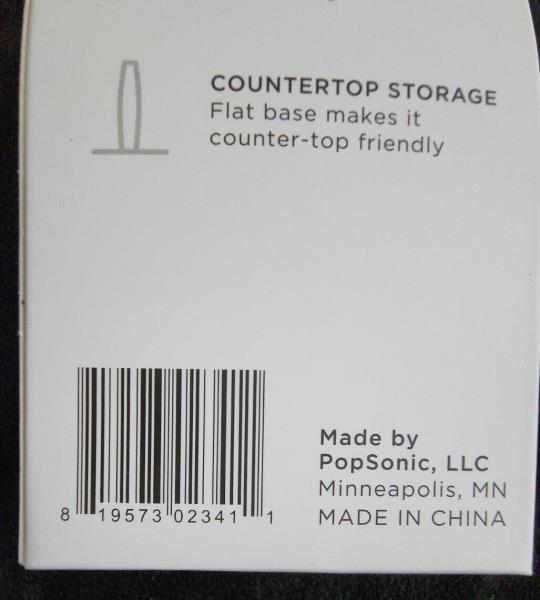 COUNTERTOP STORAGE
Flat base makes it
counter-top friendly
Made by
PopSonic, LLC
Minneapolis, MN
MADE IN CHINA
8 19573 02341 1